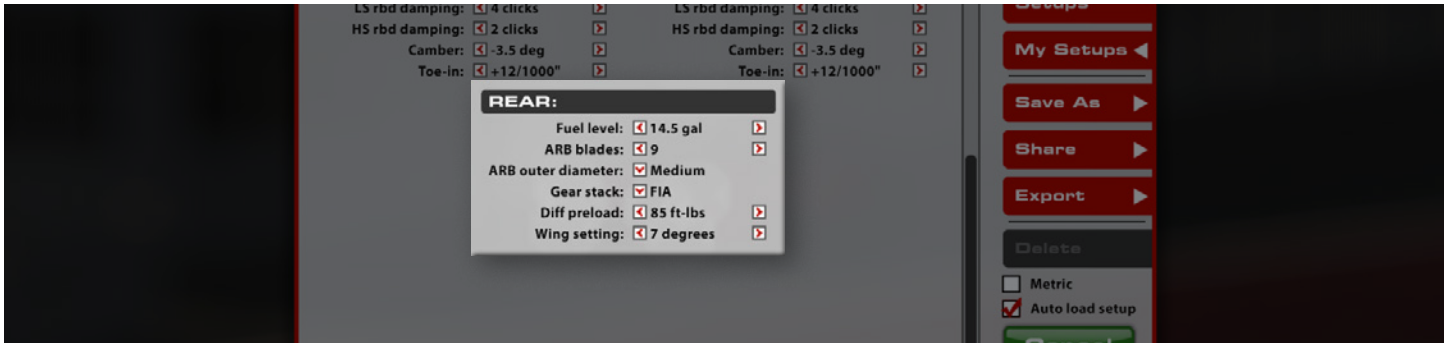 LS rbd damping: 4 clicks LS rbd damping: 4 clicks
HS rbd damping: 2 clicks HS rbd damping: 2 clicks
Camber: -3.5 deg Camber: -3.5 deg
Toe-in: +12/1000" Toe-in: +12/1000"
REAR:
Fuel level: 14.5 gal
ARB blades: 9
ARB outer diameter: Medium
Gear stack: FIA
Diff preload: 85 ft-lbs
Wing setting: 7 degrees
Setups
My Setups
Save As
Share
Export
Delete
Metric
Auto load setup